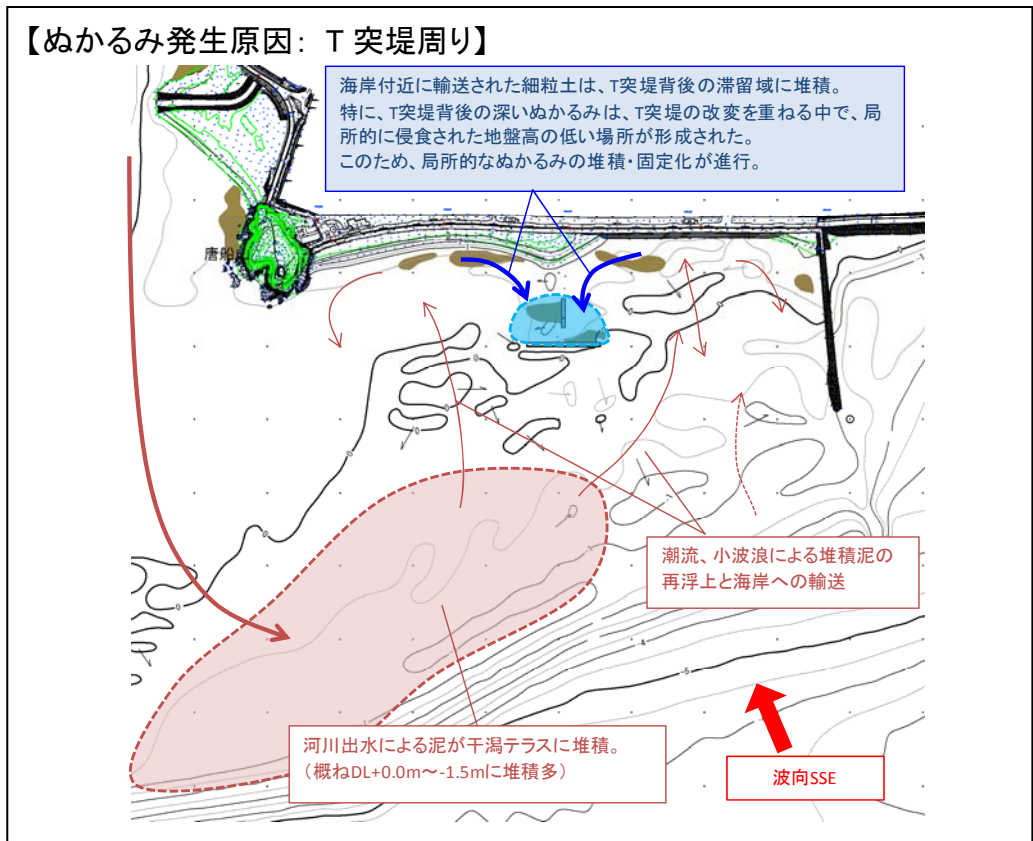 【ぬかるみ発生原因： T 突堤周り】
海岸付近に輸送された細粒土は、T突堤背後の滞留域に堆積。
特に、T突堤背後の深いぬかるみは、T突堤の改変を重ねる中で、局
所的に侵食された地盤高の低い場所が形成された。
このため、局所的なぬかるみの堆積・固定化が進行。
唐船
潮流、小波浪による堆積泥の
再浮上と海岸への輸送
河川出水による泥が干潟テラスに堆積。
（概ねDL+0.0m～-1.5mに堆積多）
波向SSE